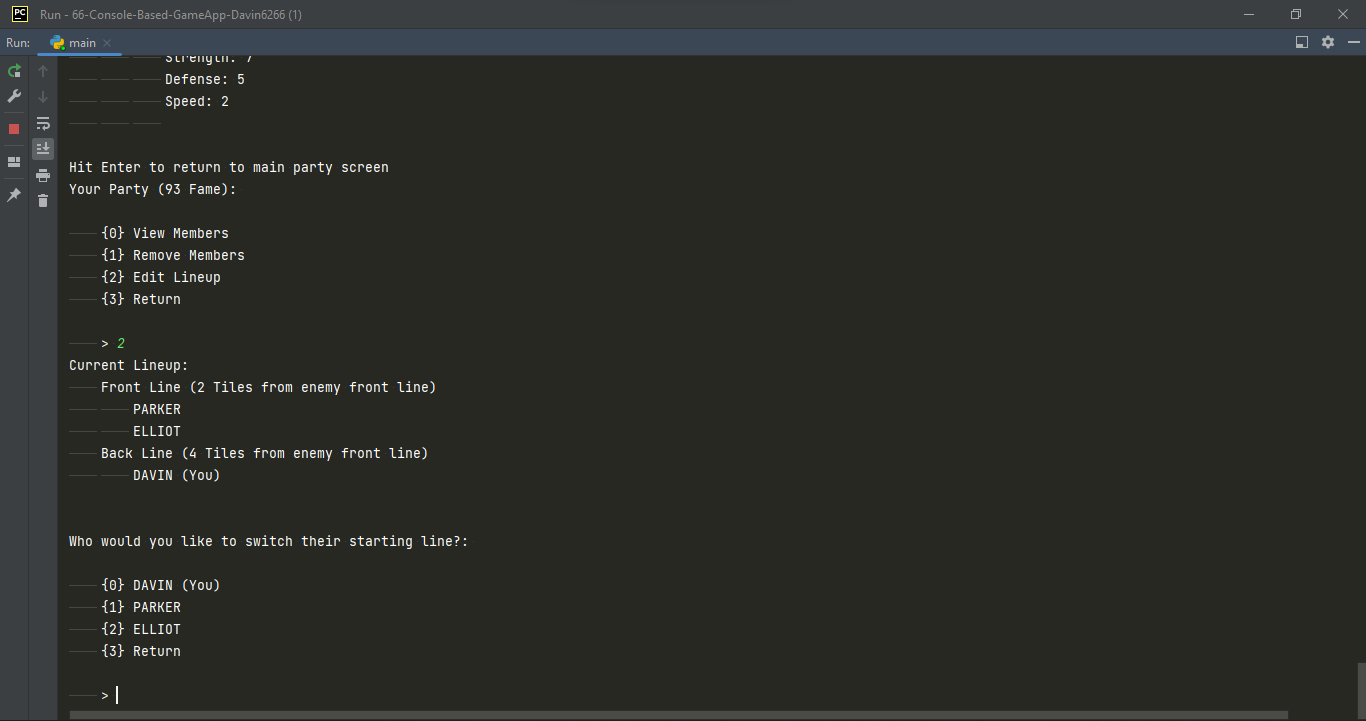 PC Run - 66-Console-Based-GameApp-Davin6266 (1)
Run: main
Strength: 7
Defense: 5
Speed: 2
Hit Enter to return to main party screen
Your Party (93 Fame):
{0} View Members
{1} Remove Members
{2} Edit Lineup
{3} Return
> 2
Current Lineup:
Front Line (2 Tiles from enemy front line)
PARKER
ELLIOT
Back Line (4 Tiles from enemy front line)
DAVIN (You)
Who would you like to switch their starting line?:
{0} DAVIN (You)
{1} PARKER
{2} ELLIOT
{3} Return
>